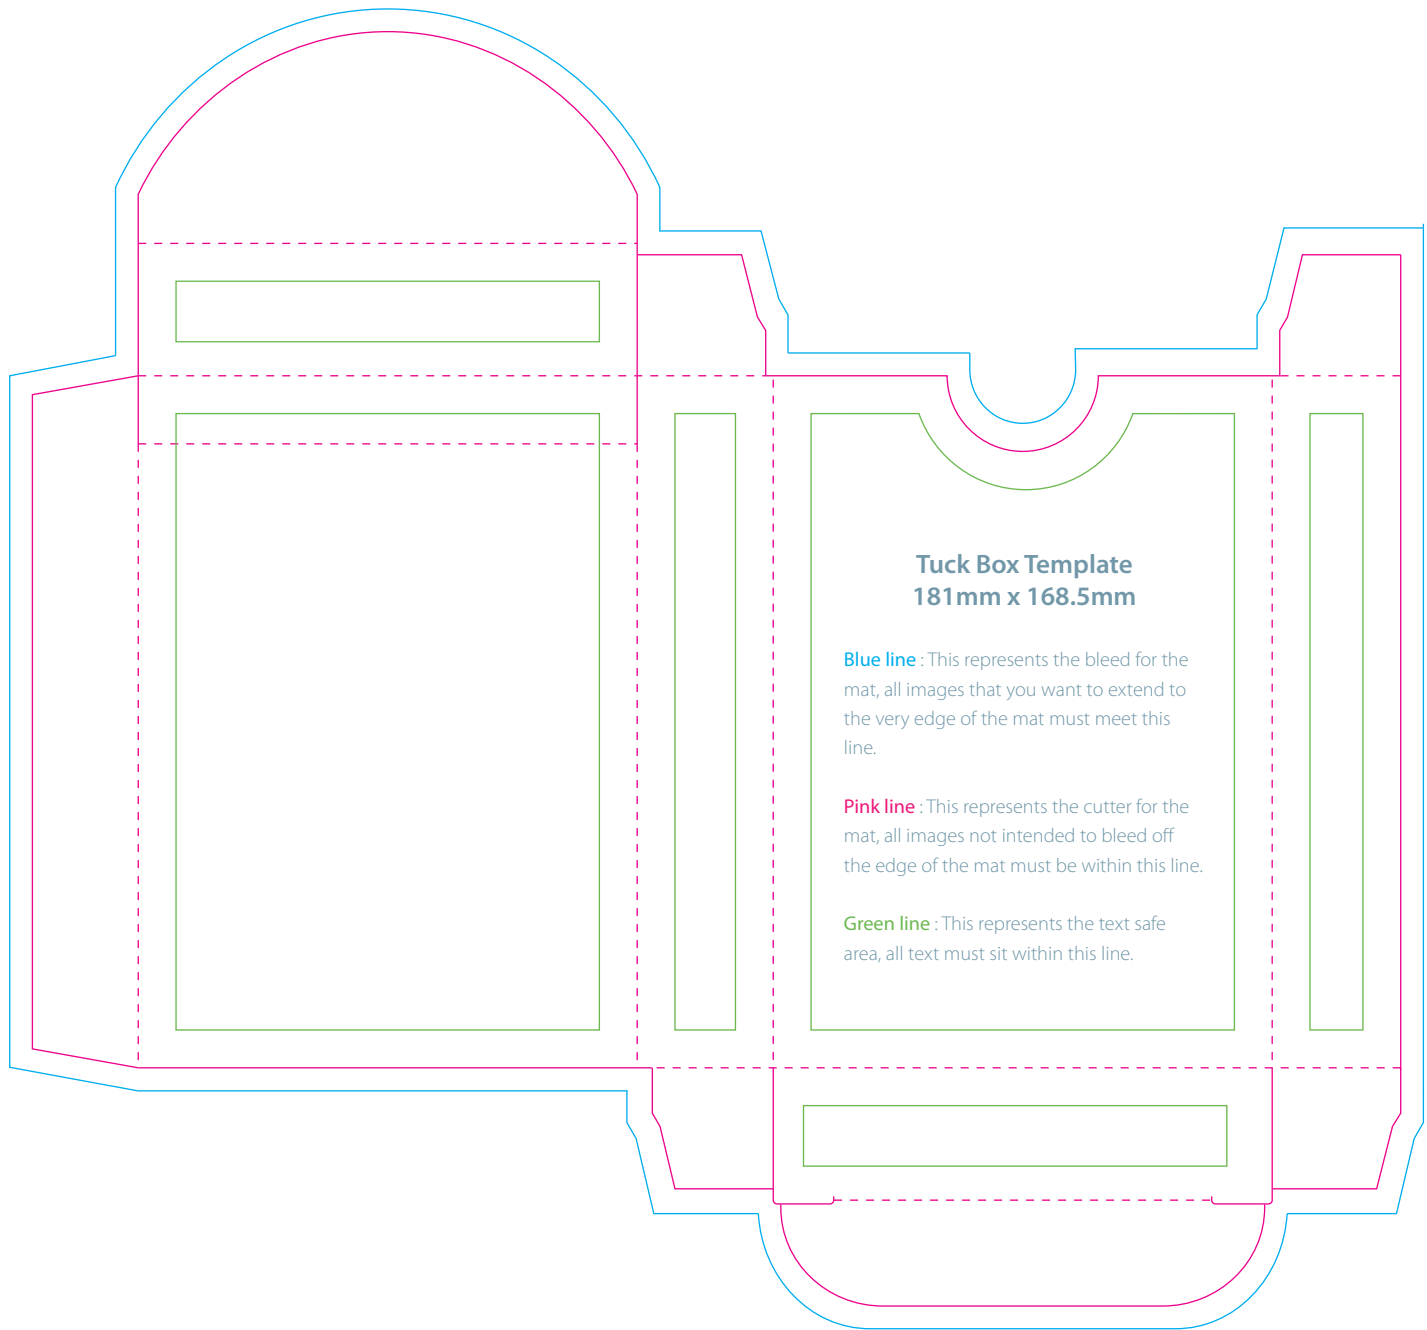 Tuck Box Template
181mm x 168.5mm
Blue line : This represents the bleed for the
mat, all images that you want to extend to
the very edge of the mat must meet this
line.
Pink line : This represents the cutter for the
mat, all images not intended to bleed off
the edge of the mat must be within this line.
Green line : This represents the text safe
area, all text must sit within this line.